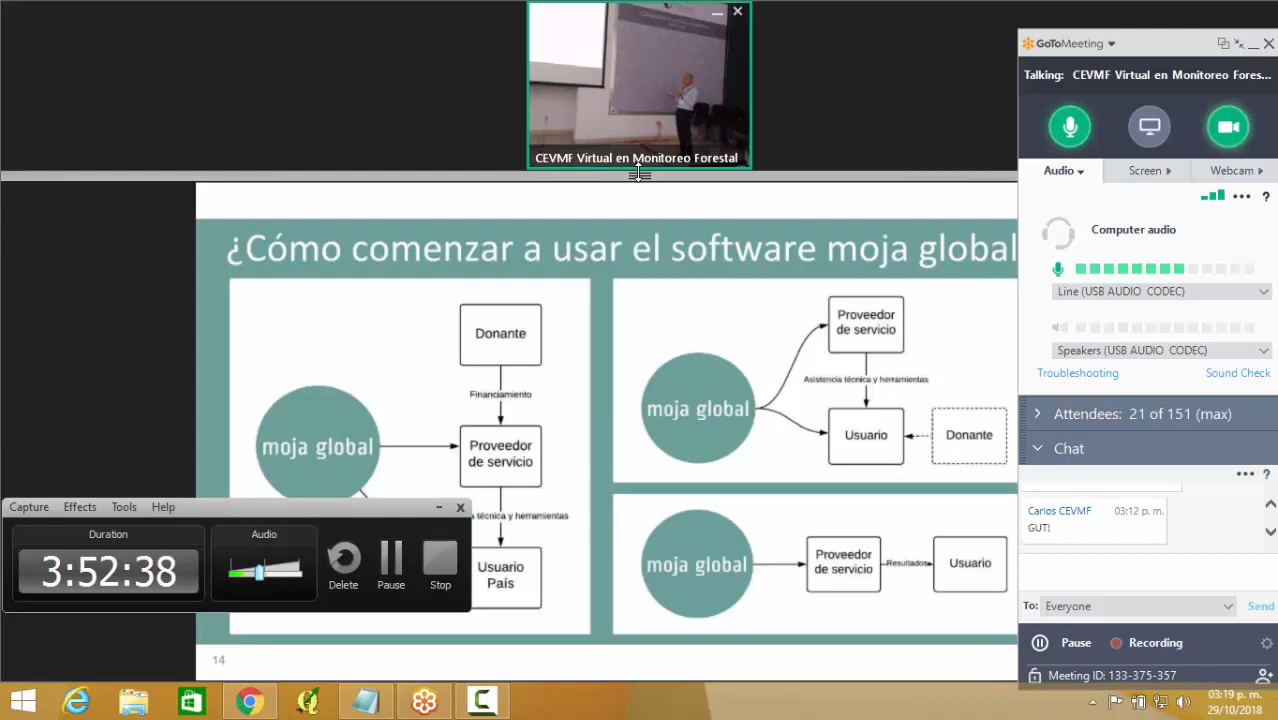 CEVMF Virtual en Monitoreo Forestal
GoToMeeting
Talking: CEVMF Virtual en Monitoreo Fores...
Audio
Screen
Webcam
Computer audio
Line (USB AUDIO CODEC)
Speakers (USB AUDIO CODEC)
Troubleshooting
Sound Check
Attendees: 21 of 151 (max)
Chat
Carlos CEVMF
03:12 p. m.
GUT!
To:
Everyone
Send
Pause
Recording
Meeting ID: 133-375-357
¿Cómo comenzar a usar el software moja global
Donante
Financiamiento
moja global
Proveedor
de servicio
técnica y herramientas
Usuario
País
moja global
Proveedor
de servicio
Asistencia técnica y herramientas
Usuario
Donante
moja global
Proveedor
de servicio
Resultados
Usuario
14
Capture
Effects
Tools
Help
Duration
3:52:38
Audio
Delete
Pause
Stop
03:19 p. m.
29/10/2018